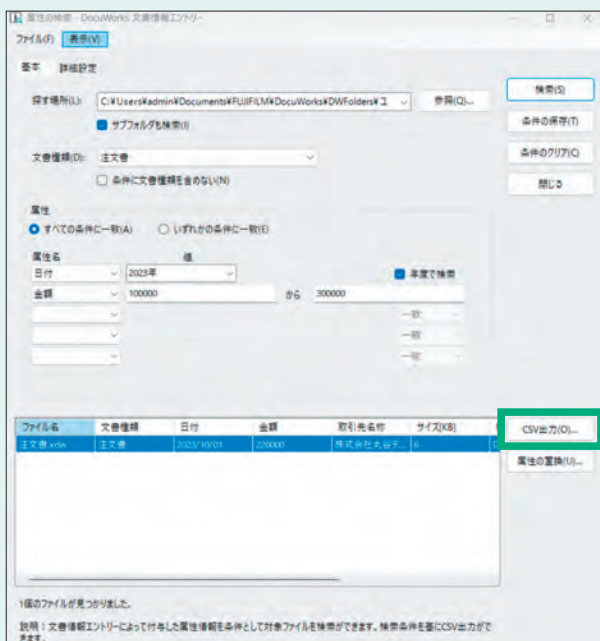 属性の検索 - DocuWorks 文書情報エントリー
ファイル(F) 表示(V)
基本 詳細設定
探す場所(L): C:¥Users¥admin¥Documents¥FUJIFILM¥DocuWorks¥DWFolders¥ユ 参照(Q)... 検索(S)
サブフォルダも検索(I) 条件の保存(T)
文書種類(D): 注文書 条件のクリア(C)
条件に文書種類を含めない(N) 閉じる
属性
すべての条件に一致(A) いずれかの条件に一致(E)
属性名 値
日付 2023年 年度で検索
金額 100000 から 300000
一致
一致
一致
ファイル名 文書種類 日付 金額 取引先名称 サイズ[KB] CSV出力(O)...
注文書.xdw 注文書 2023/10/01 220000 株式会社丸谷テ... 6 D
属性の置換(U)...
1個のファイルが見つかりました。
説明:文書情報エントリーによって付与した属性情報を条件として対象ファイルを検索ができます。検索条件を基にCSV出力がで
きます。